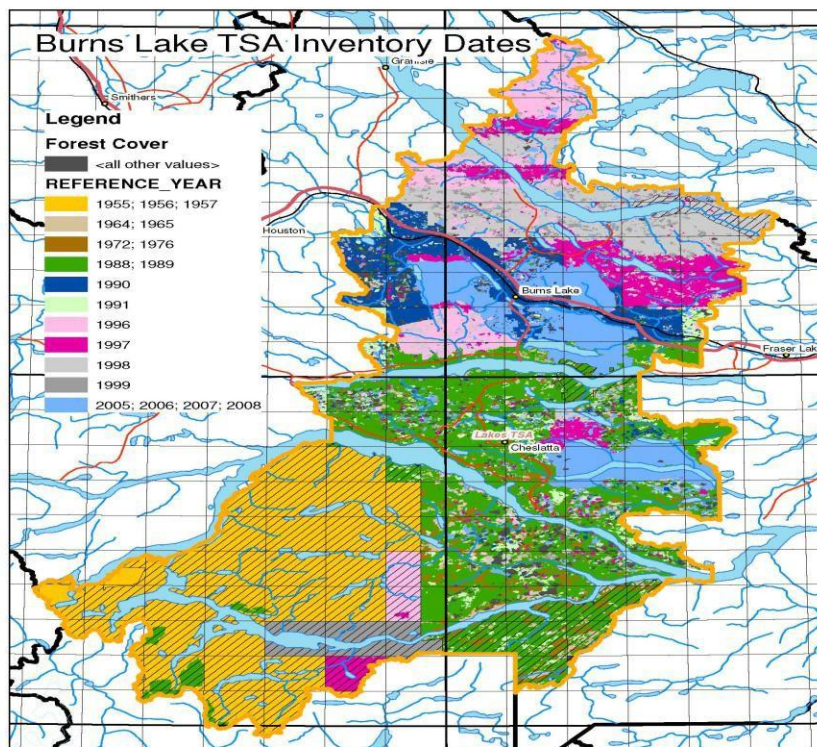 Burns Lake TSA Inventory Dates
Granisle
Smithers
Legend
Forest Cover
<all other values>
REFERENCE_YEAR
1955; 1956; 1957
1964; 1965
1972; 1976
1988; 1989
1990
1991
1996
1997
1998
1999
2005; 2006; 2007; 2008
Houston
Burns Lake
Fraser Lak
Lakes TSA
Cheslatta